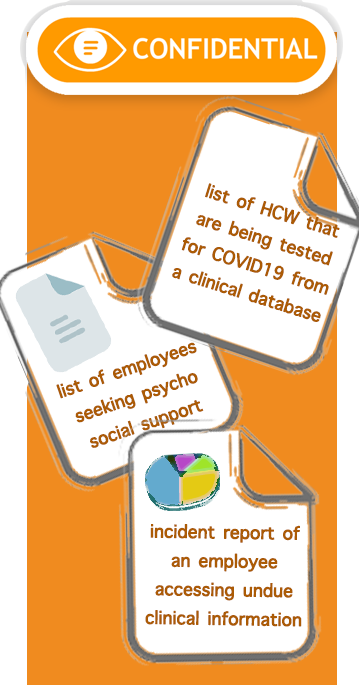 CONFIDENTIAL
list of HCW that
are being tested
for COVID19 from
a clinical database
list of employees
seeking psycho
social support
incident report of
an employee
accessing undue
clinical information